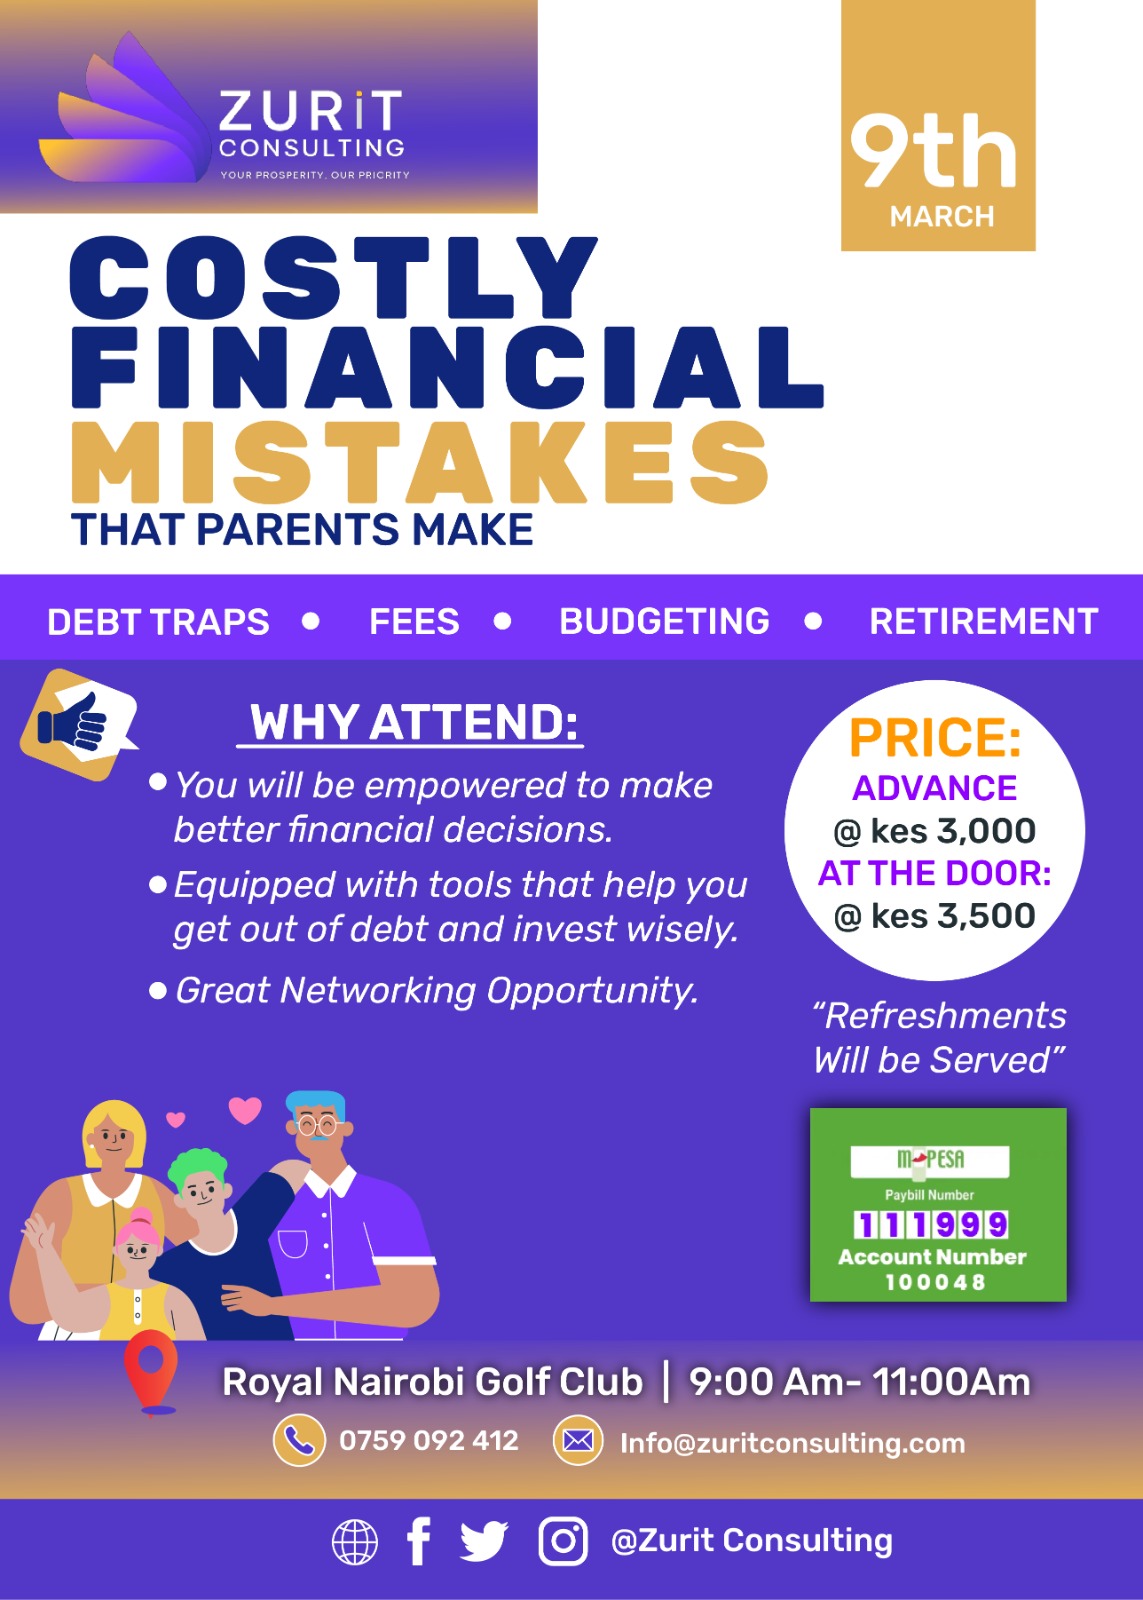 ZURiT
CONSULTING
YOUR PROSPERITY, OUR PRICRITY
9th
MARCH
COSTLY
FINANCIAL
MISTAKES
THAT PARENTS MAKE
DEBT TRAPS • FEES • BUDGETING • RETIREMENT
WHY ATTEND:
• You will be empowered to make
better financial decisions.
• Equipped with tools that help you
get out of debt and invest wisely.
• Great Networking Opportunity.
PRICE:
ADVANCE
@ kes 3,000
AT THE DOOR:
@ kes 3,500
“Refreshments
Will be Served”
M-PESA
Paybill Number
111999
Account Number
100048
Royal Nairobi Golf Club | 9:00 Am- 11:00Am
0759 092 412
Info@zuritconsulting.com
@Zurit Consulting